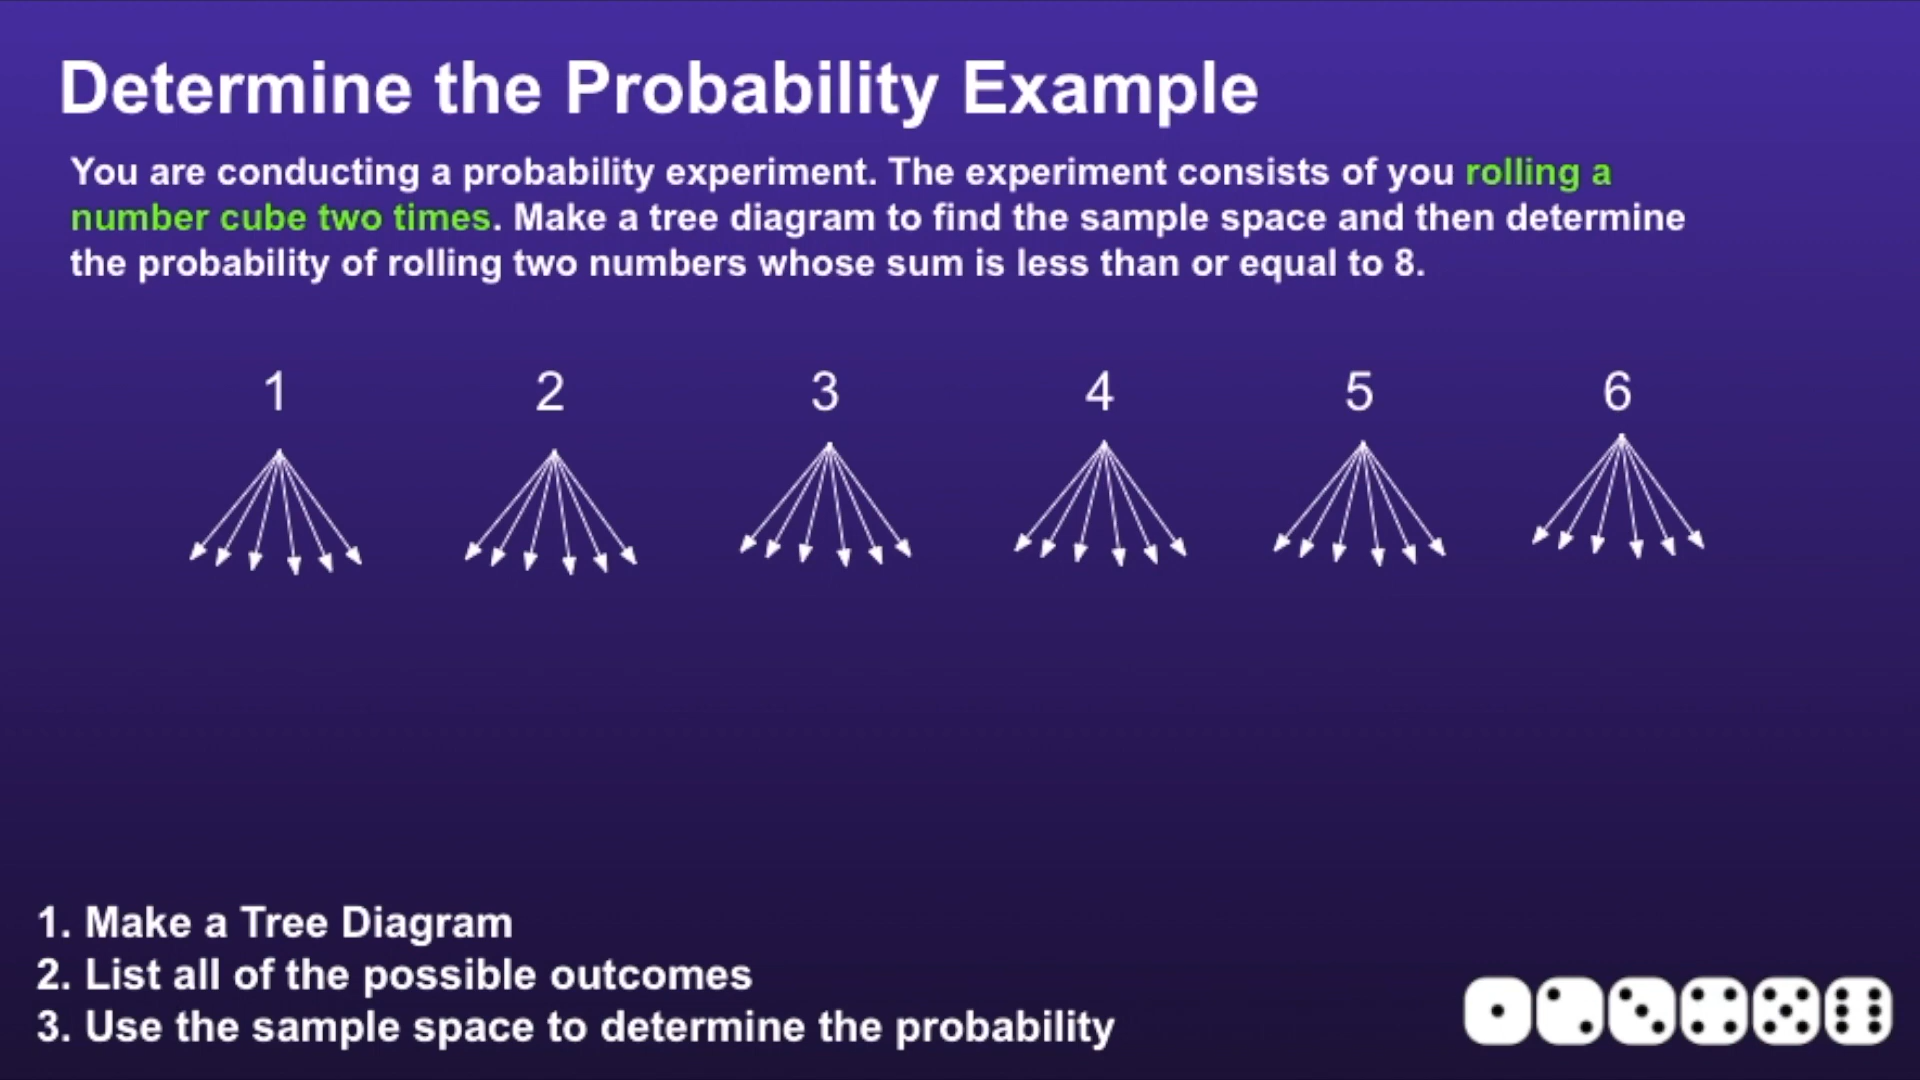 Determine the Probability Example
You are conducting a probability experiment. The experiment consists of you rolling a
number cube two times. Make a tree diagram to find the sample space and then determine
the probability of rolling two numbers whose sum is less than or equal to 8.
1 2 3 4 5 6
1. Make a Tree Diagram
2. List all of the possible outcomes
3. Use the sample space to determine the probability